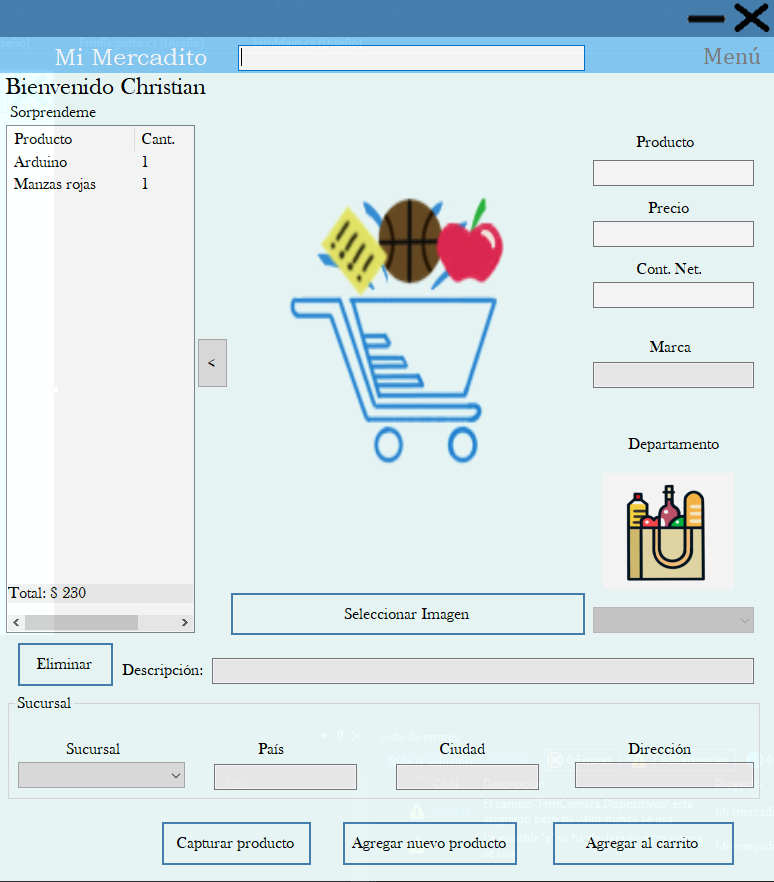 Mi Mercadito
Menú
Bienvenido Christian
Sorprendeme
Producto Cant.
Arduino 1
Manzas rojas 1
Total: $ 230
<
Producto
Precio
Cont. Net.
Marca
Departamento
Seleccionar Imagen
Eliminar
Descripción:
Sucursal
Sucursal País Ciudad Dirección
Capturar producto
Agregar nuevo producto
Agregar al carrito